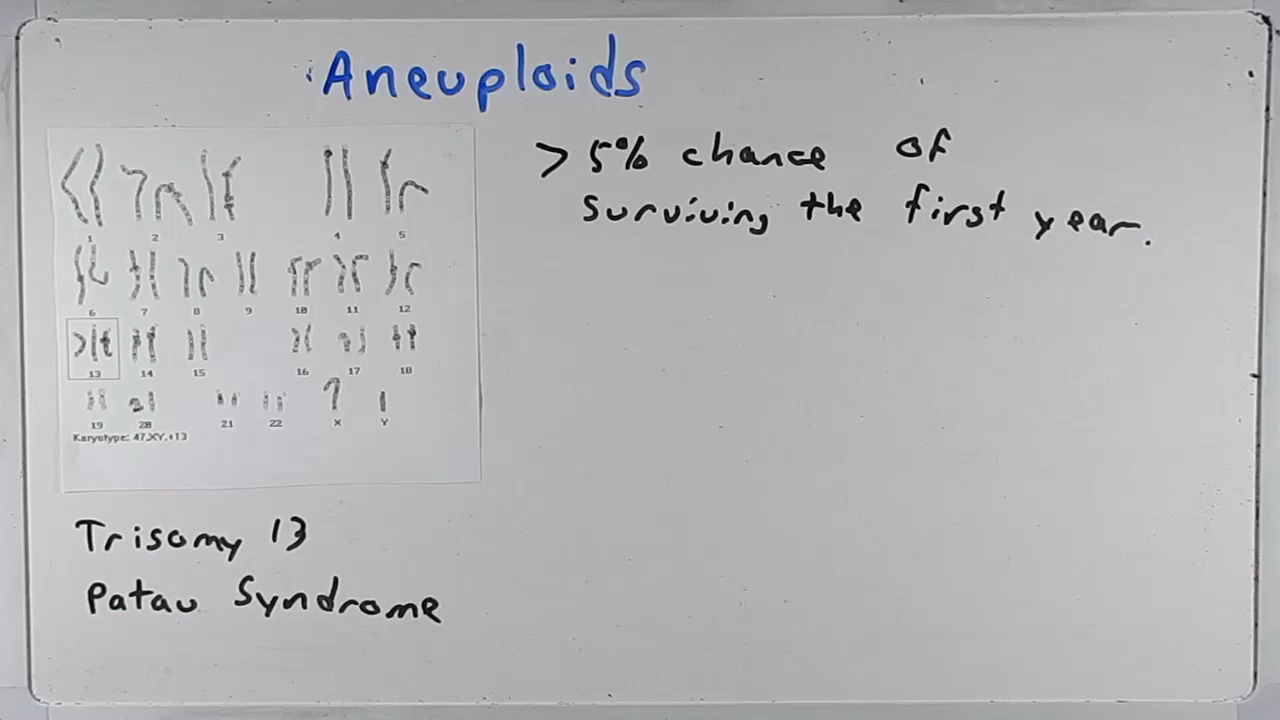 Aneuploids
> 5% chance of
surviving the first year.
1 2 3 4 5
6 7 8 9 10 11 12
13 14 15 16 17 18
19 20 21 22 X Y
Karyotype: 47,XY,+13
Trisomy 13
Patau Syndrome